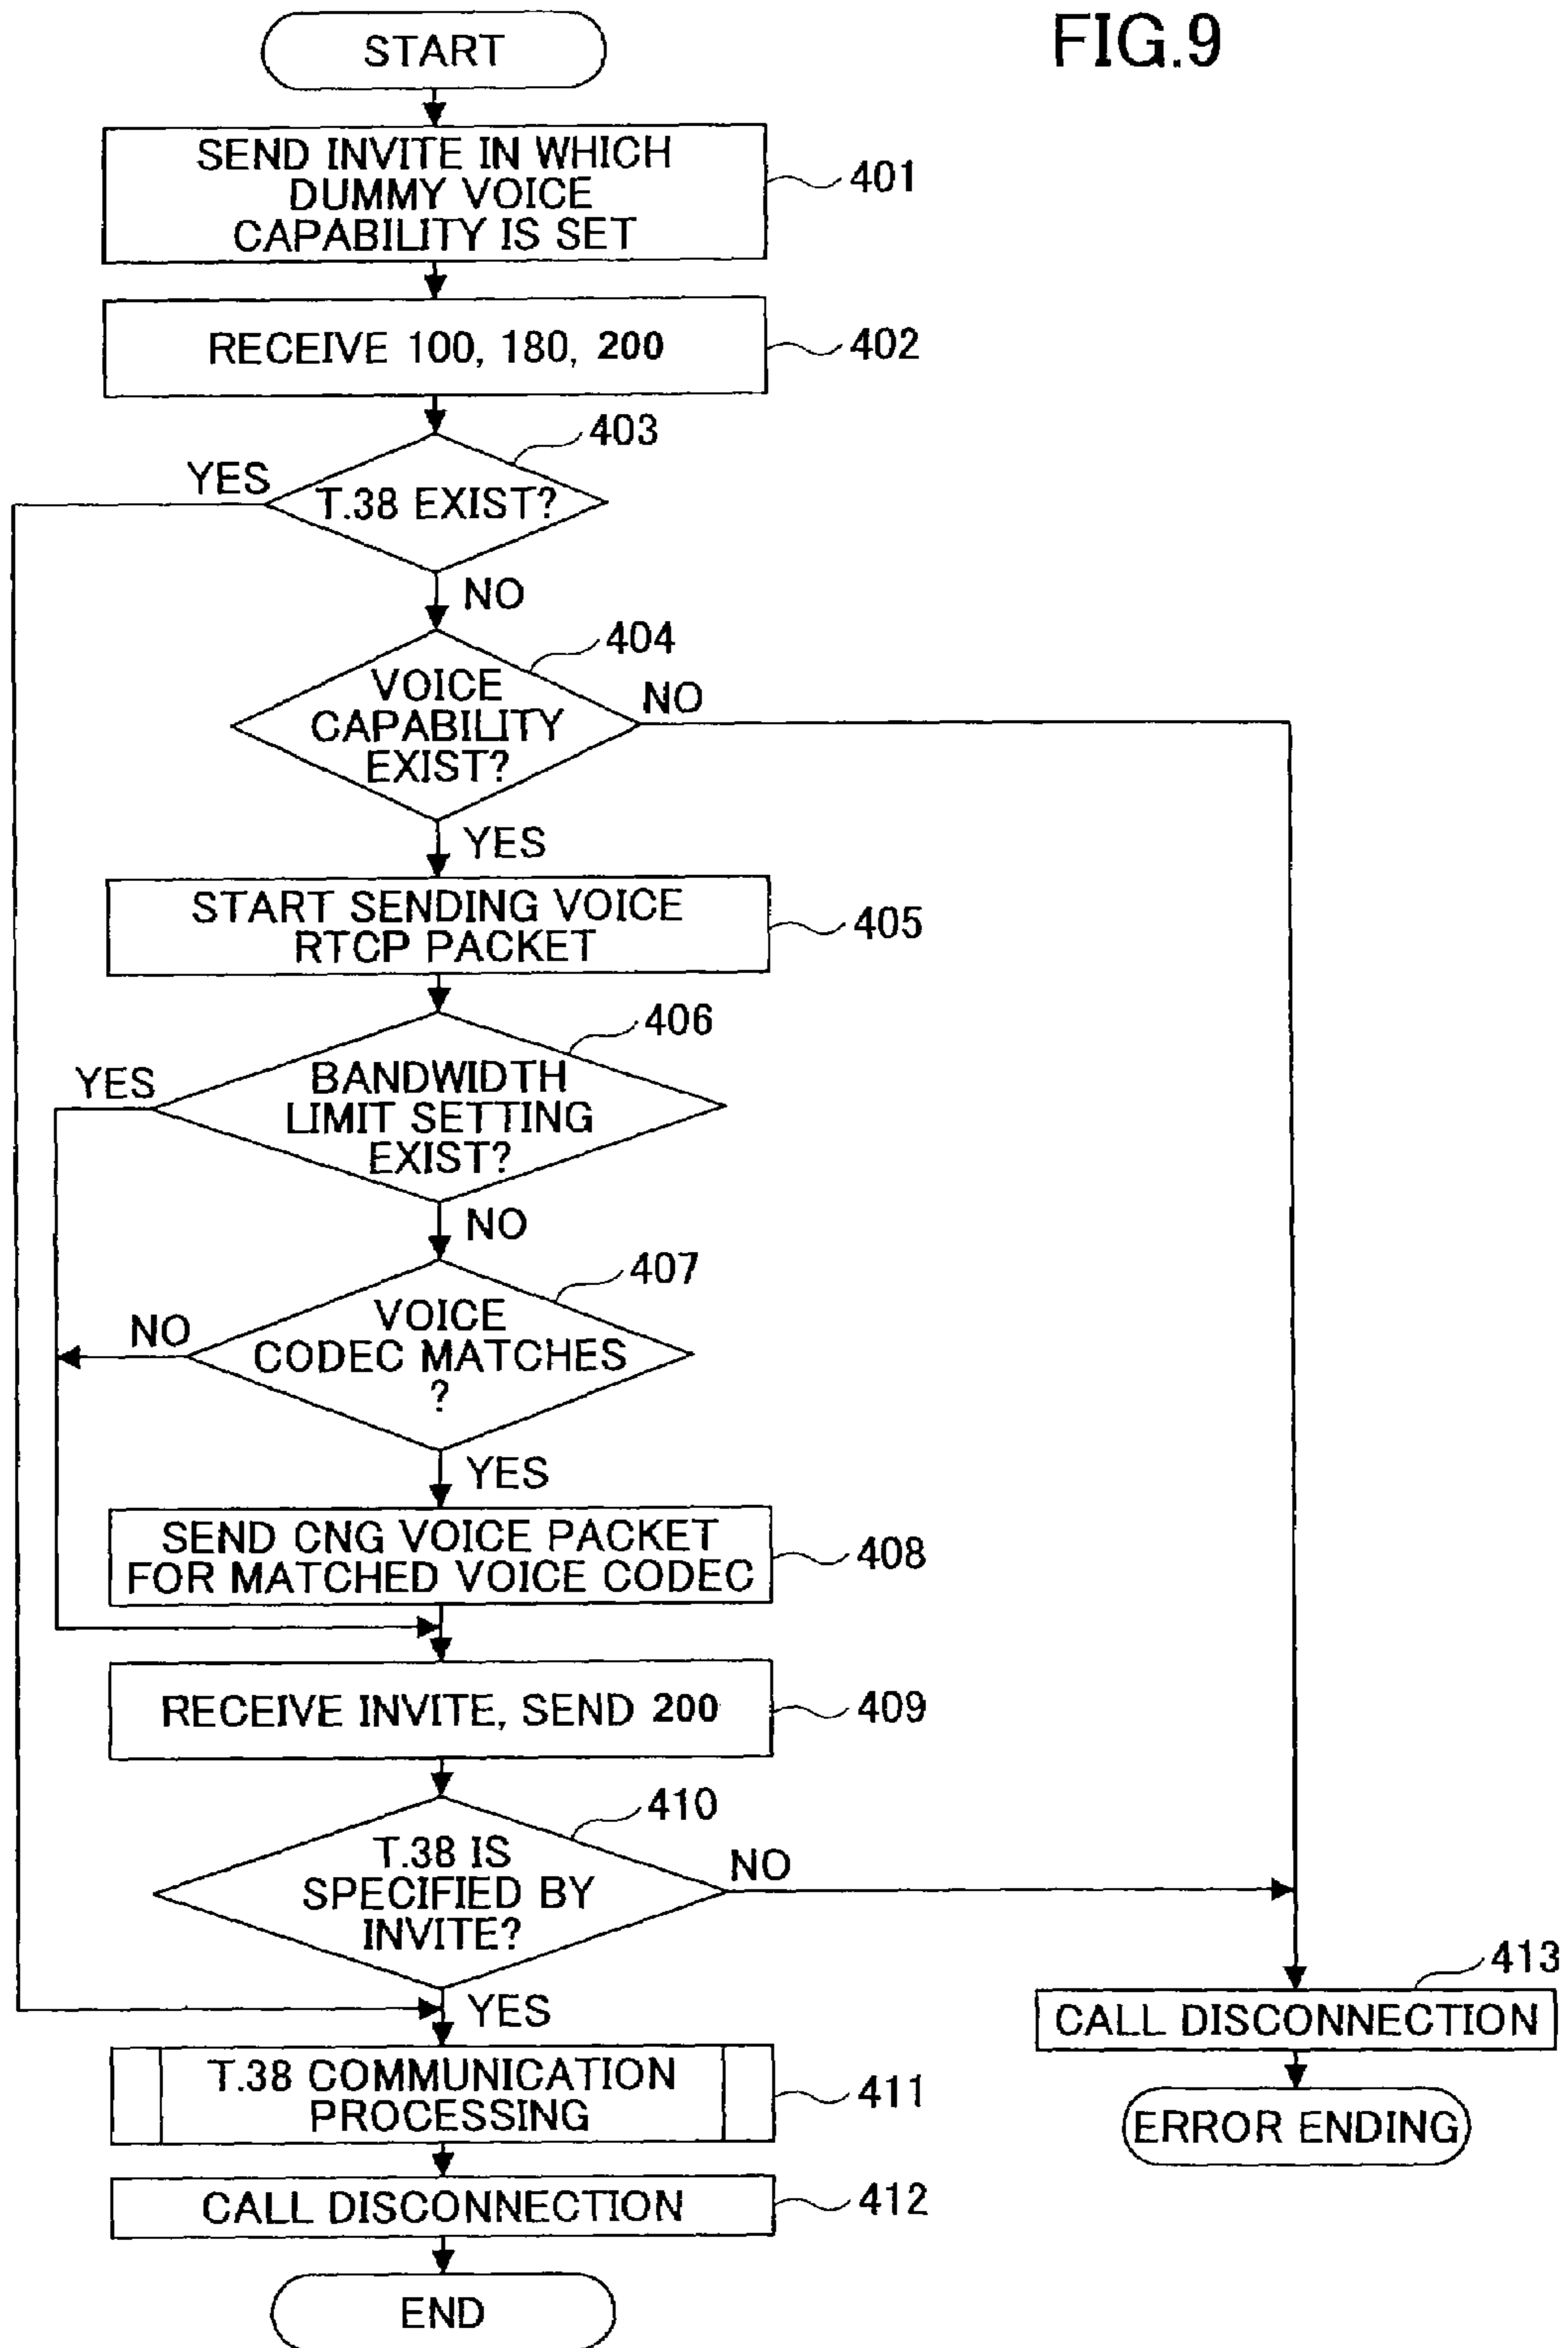 FIG.9
START
SEND INVITE IN WHICH
DUMMY VOICE
CAPABILITY IS SET
401
RECEIVE 100, 180, 200
402
403
YES
T.38 EXIST?
NO
404
VOICE
CAPABILITY
EXIST?
NO
YES
START SENDING VOICE
RTCP PACKET
405
406
YES
BANDWIDTH
LIMIT SETTING
EXIST?
NO
407
NO
VOICE
CODEC MATCHES
?
YES
SEND CNG VOICE PACKET
FOR MATCHED VOICE CODEC
408
RECEIVE INVITE, SEND 200
409
410
T.38 IS
SPECIFIED BY
INVITE?
NO
YES
413
CALL DISCONNECTION
T.38 COMMUNICATION
PROCESSING
411
ERROR ENDING
CALL DISCONNECTION
412
END